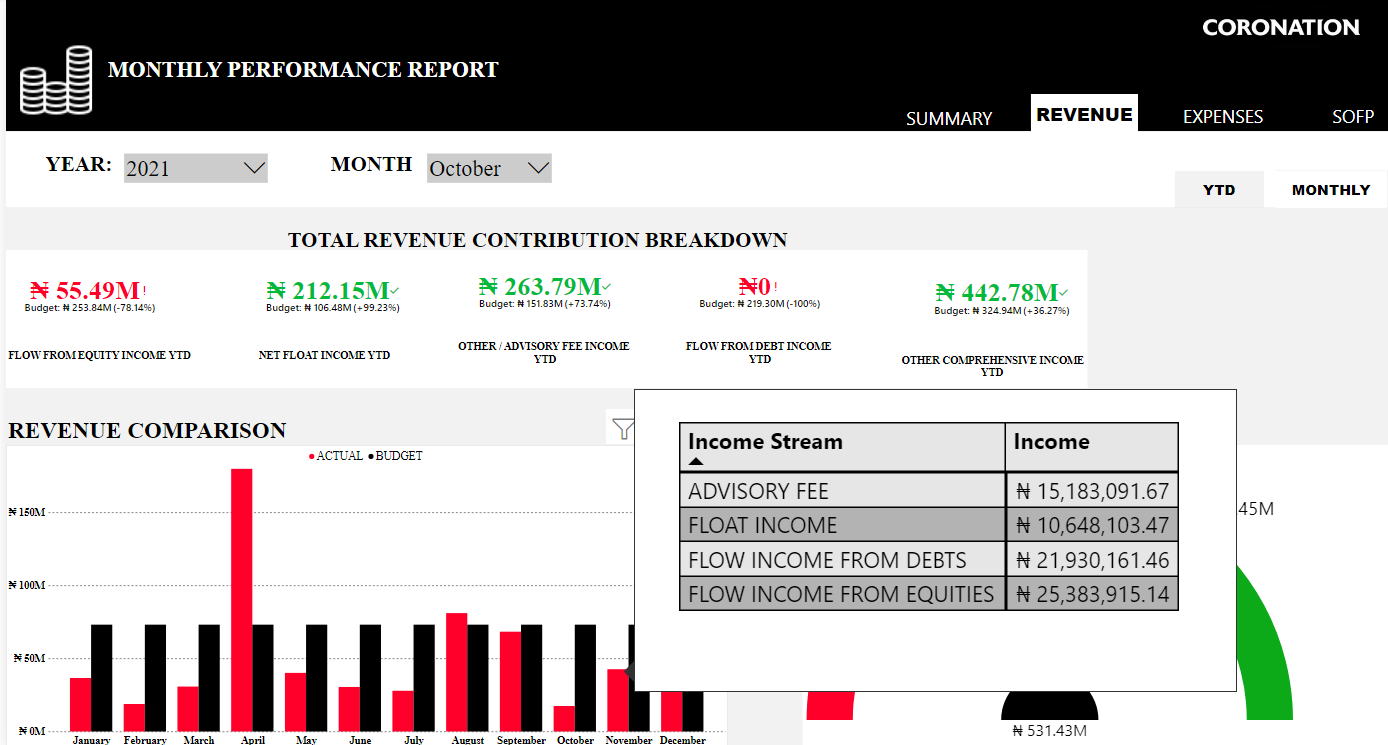 CORONATION
MONTHLY PERFORMANCE REPORT
SUMMARY REVENUE EXPENSES SOFP
YEAR: 2021 MONTH October
YTD MONTHLY
TOTAL REVENUE CONTRIBUTION BREAKDOWN
₦ 55.49M!
Budget: ₦ 253.84M (-78.14%)
FLOW FROM EQUITY INCOME YTD
₦ 212.15M✓
Budget: ₦ 106.48M (+99.23%)
NET FLOAT INCOME YTD
₦ 263.79M✓
Budget: ₦ 151.83M (+73.74%)
OTHER / ADVISORY FEE INCOME
YTD
₦0!
Budget: ₦ 219.30M (-100%)
FLOW FROM DEBT INCOME
YTD
₦ 442.78M✓
Budget: ₦ 324.94M (+36.27%)
OTHER COMPREHENSIVE INCOME
YTD
REVENUE COMPARISON
ACTUAL BUDGET
₦ 150M
₦ 100M
₦ 50M
₦ 0M
January February March April May June July August September October November December
Income Stream Income
ADVISORY FEE ₦ 15,183,091.67
FLOAT INCOME ₦ 10,648,103.47
FLOW INCOME FROM DEBTS ₦ 21,930,161.46
FLOW INCOME FROM EQUITIES ₦ 25,383,915.14
45M
₦ 531.43M